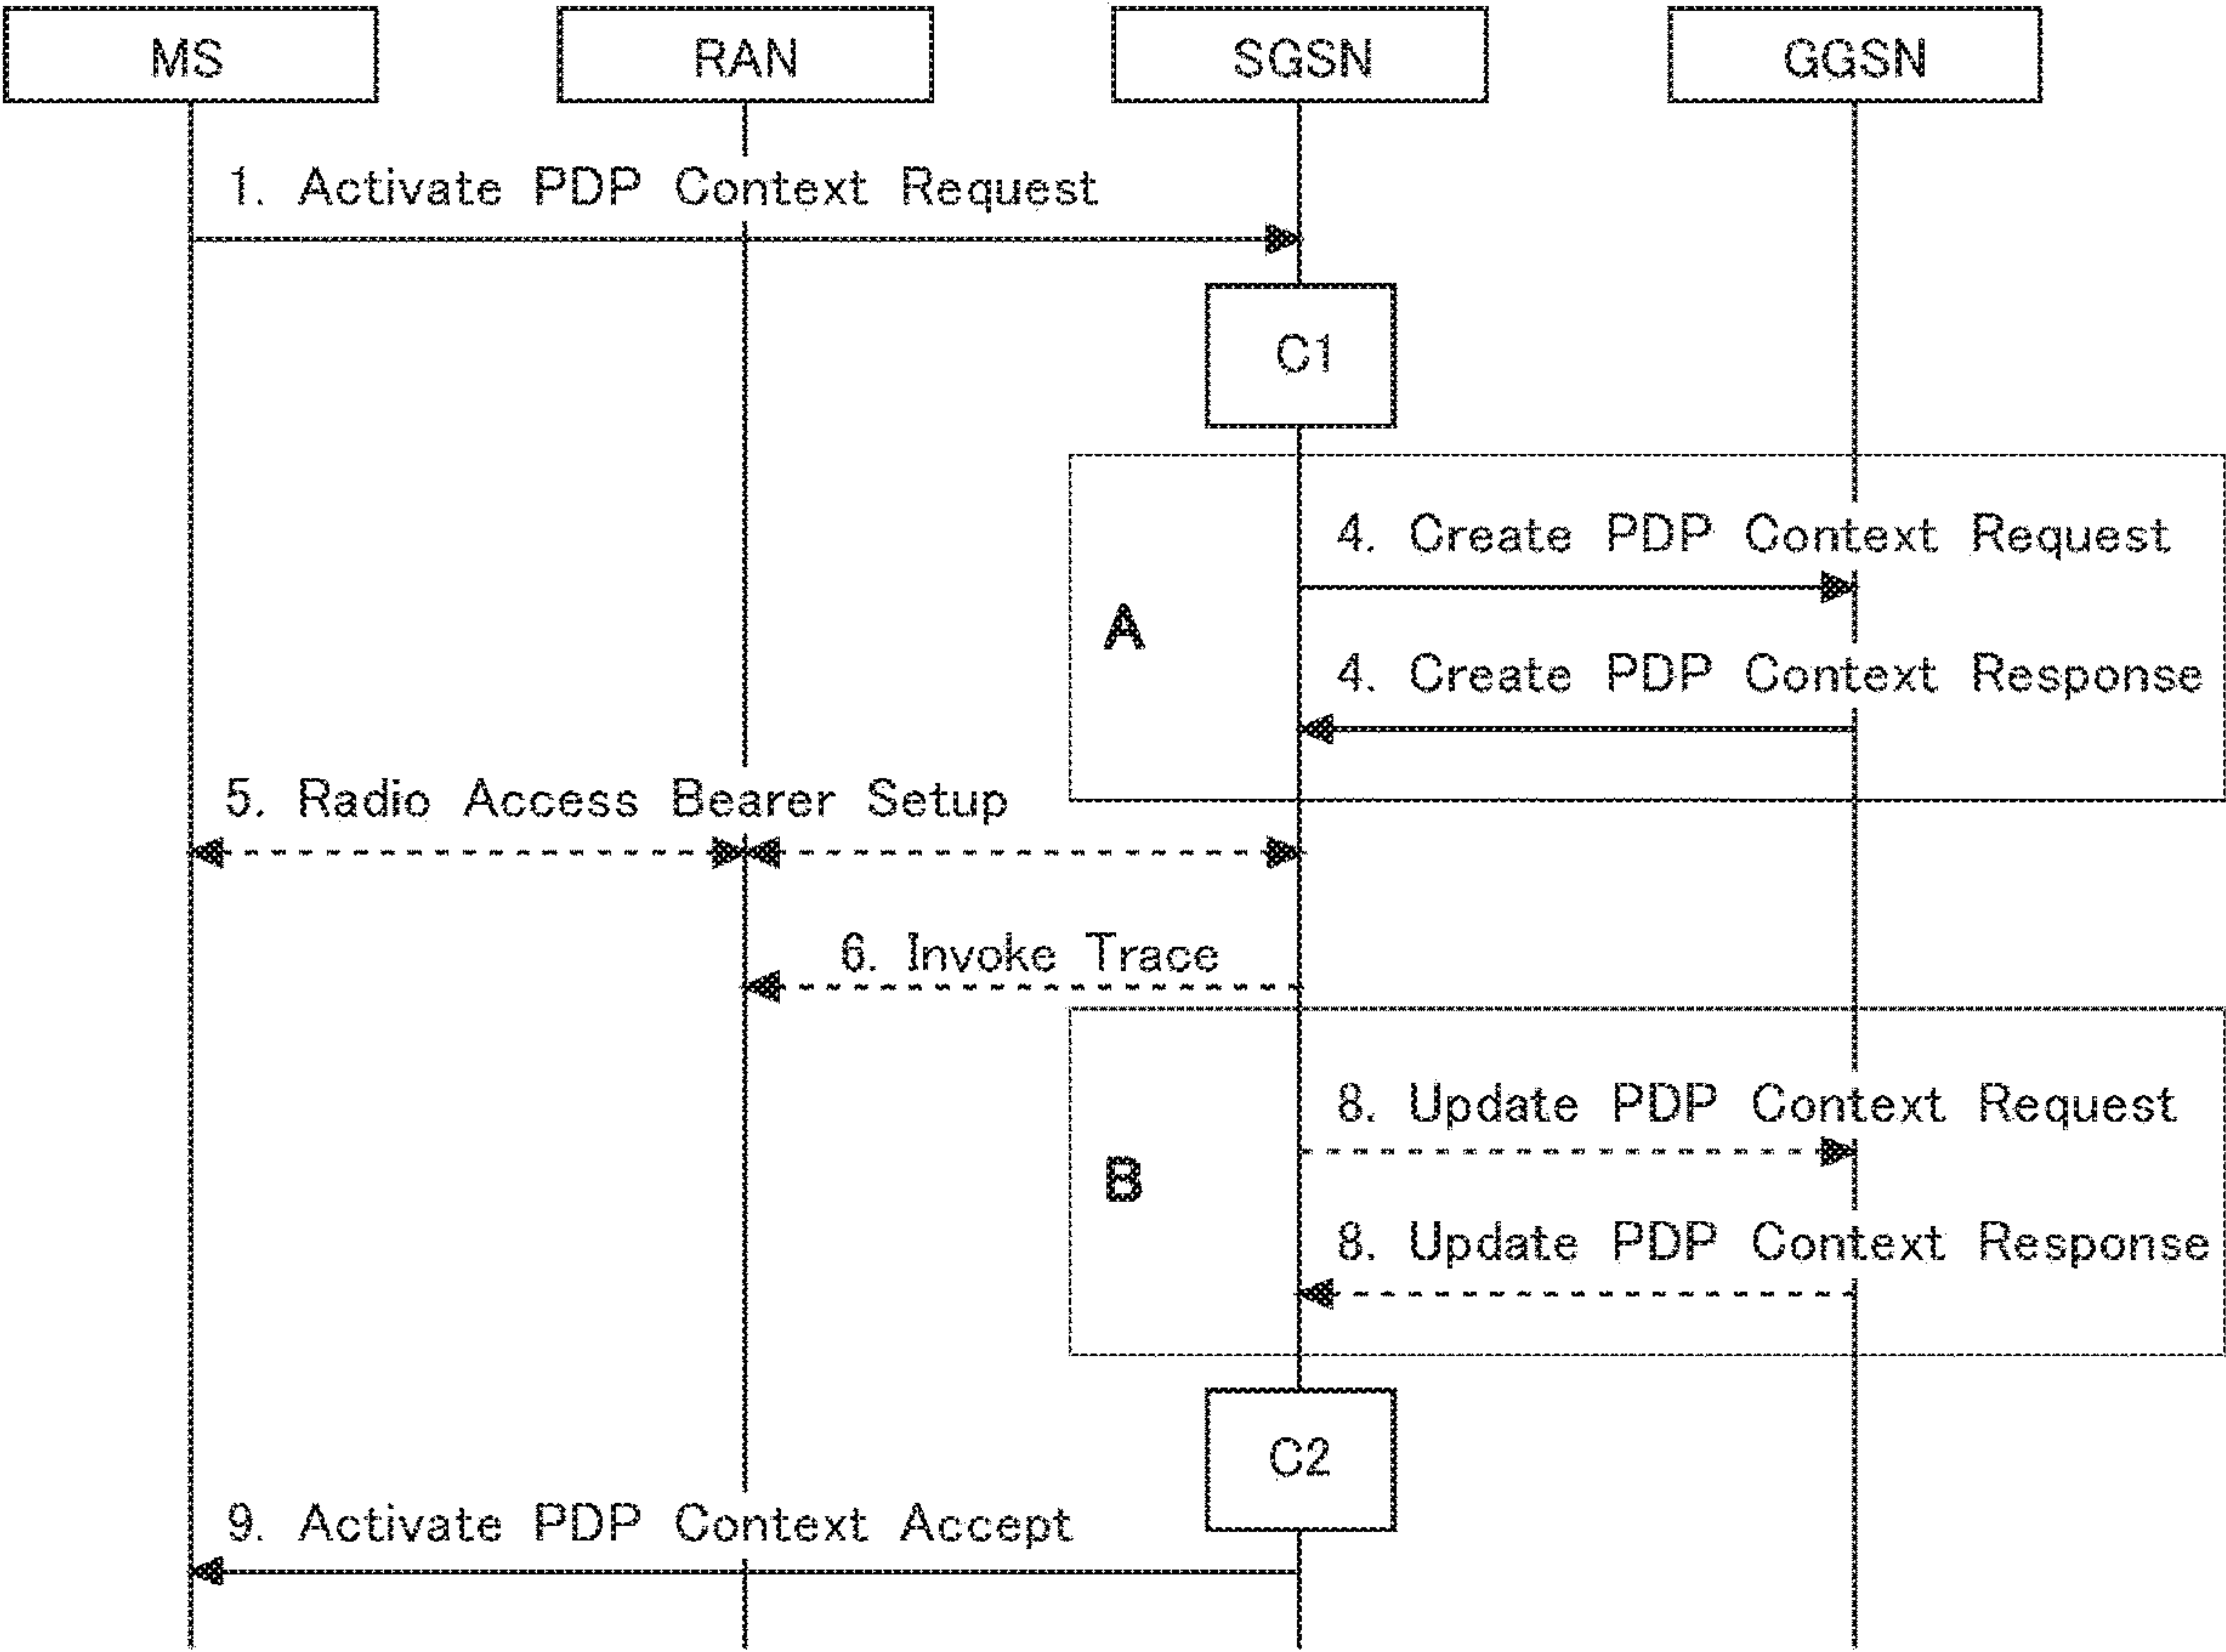 MS
RAN
SGSN
GGSN
1. Activate PDP Context Request
C1
4. Create PDP Context Request
A
4. Create PDP Context Response
5. Radio Access Bearer Setup
6. Invoke Trace
8. Update PDP Context Request
B
8. Update PDP Context Response
C2
9. Activate PDP Context Accept